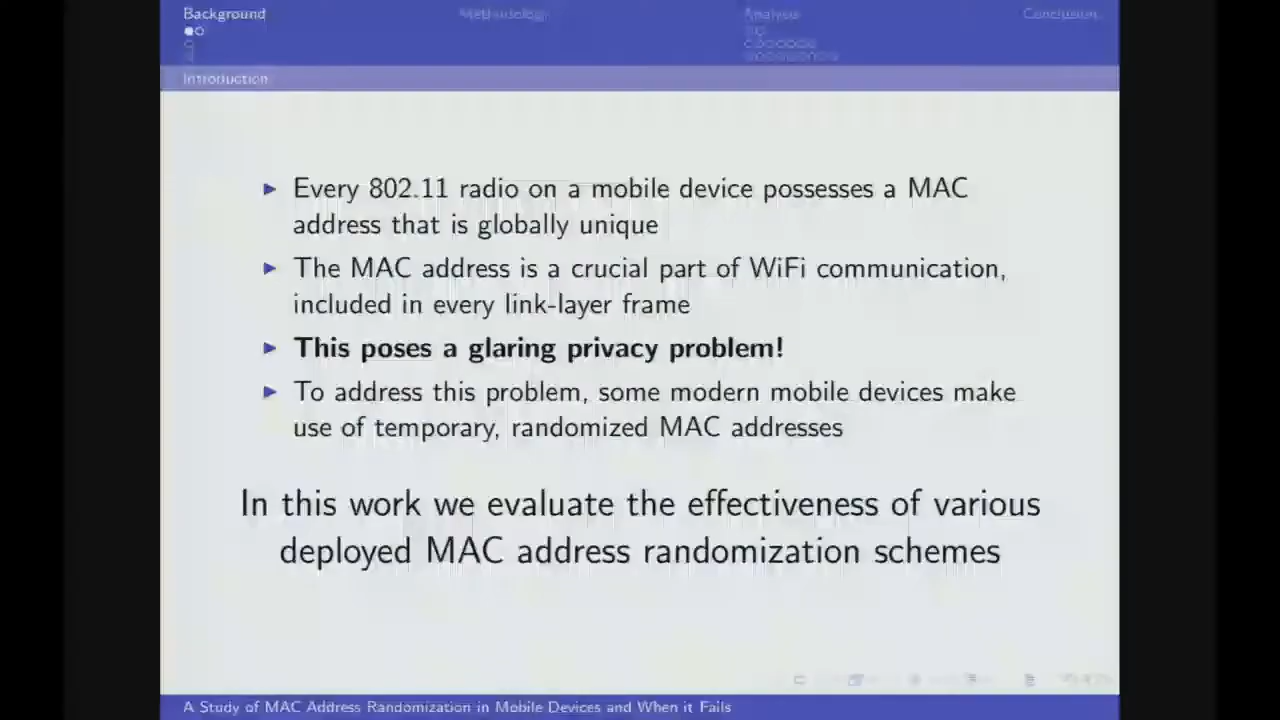 Background Methodology Analysis Conclusion
Introduction
Every 802.11 radio on a mobile device possesses a MAC
address that is globally unique
The MAC address is a crucial part of WiFi communication,
included in every link-layer frame
This poses a glaring privacy problem!
To address this problem, some modern mobile devices make
use of temporary, randomized MAC addresses
In this work we evaluate the effectiveness of various
deployed MAC address randomization schemes
A Study of MAC Address Randomization in Mobile Devices and When it Fails